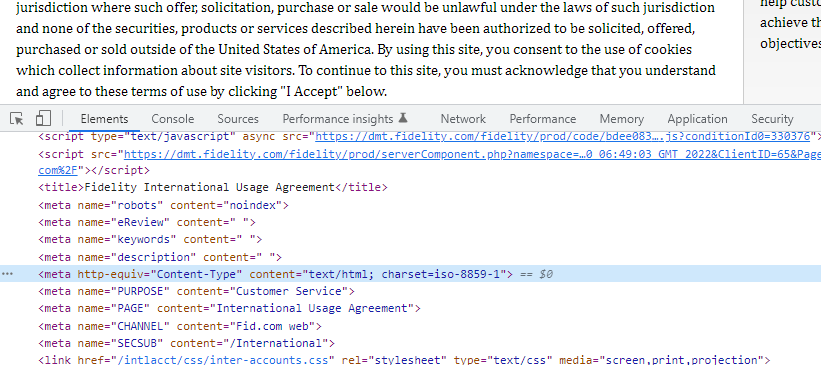 jurisdiction where such offer, solicitation, purchase or sale would be unlawful under the laws of such jurisdiction
and none of the securities, products or services described herein have been authorized to be solicited, offered,
purchased or sold outside of the United States of America. By using this site, you consent to the use of cookies
which collect information about site visitors. To continue to this site, you must acknowledge that you understand
and agree to these terms of use by clicking "I Accept" below.
help custo
achieve th
objectives
Elements Console Sources Performance insights Network Performance Memory Application Security
<script type="text/javascript" async src="https://dmt.fidelity.com/fidelity/prod/code/bdee083….js?conditionId0=330376">
<script src="https://dmt.fidelity.com/fidelity/prod/serverComponent.php?namespace=…0 06:49:03 GMT 2022&ClientID=65&Page
com%2F"></script>
<title>Fidelity International Usage Agreement</title>
<meta name="robots" content="noindex">
<meta name="eReview" content=" ">
<meta name="keywords" content=" ">
<meta name="description" content=" ">
... <meta http-equiv="Content-Type" content="text/html; charset=iso-8859-1"> == $0
<meta name="PURPOSE" content="Customer Service">
<meta name="PAGE" content="International Usage Agreement">
<meta name="CHANNEL" content="Fid.com web">
<meta name="SECSUB" content="/International">
<link href="/intlacct/css/inter-accounts.css" rel="stylesheet" type="text/css" media="screen,print,projection">